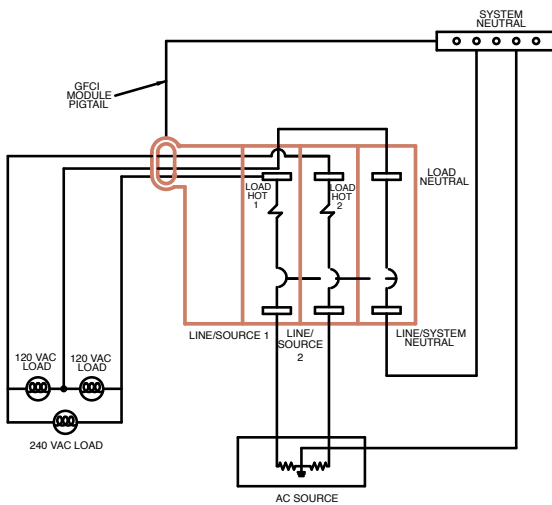 SYSTEM
NEUTRAL
GFCI
MODULE
PIGTAIL
LOAD
HOT
1
LOAD
HOT
2
LOAD
NEUTRAL
LINE/SOURCE 1
LINE/
SOURCE
2
LINE/SYSTEM
NEUTRAL
120 VAC
LOAD
120 VAC
LOAD
240 VAC LOAD
AC SOURCE